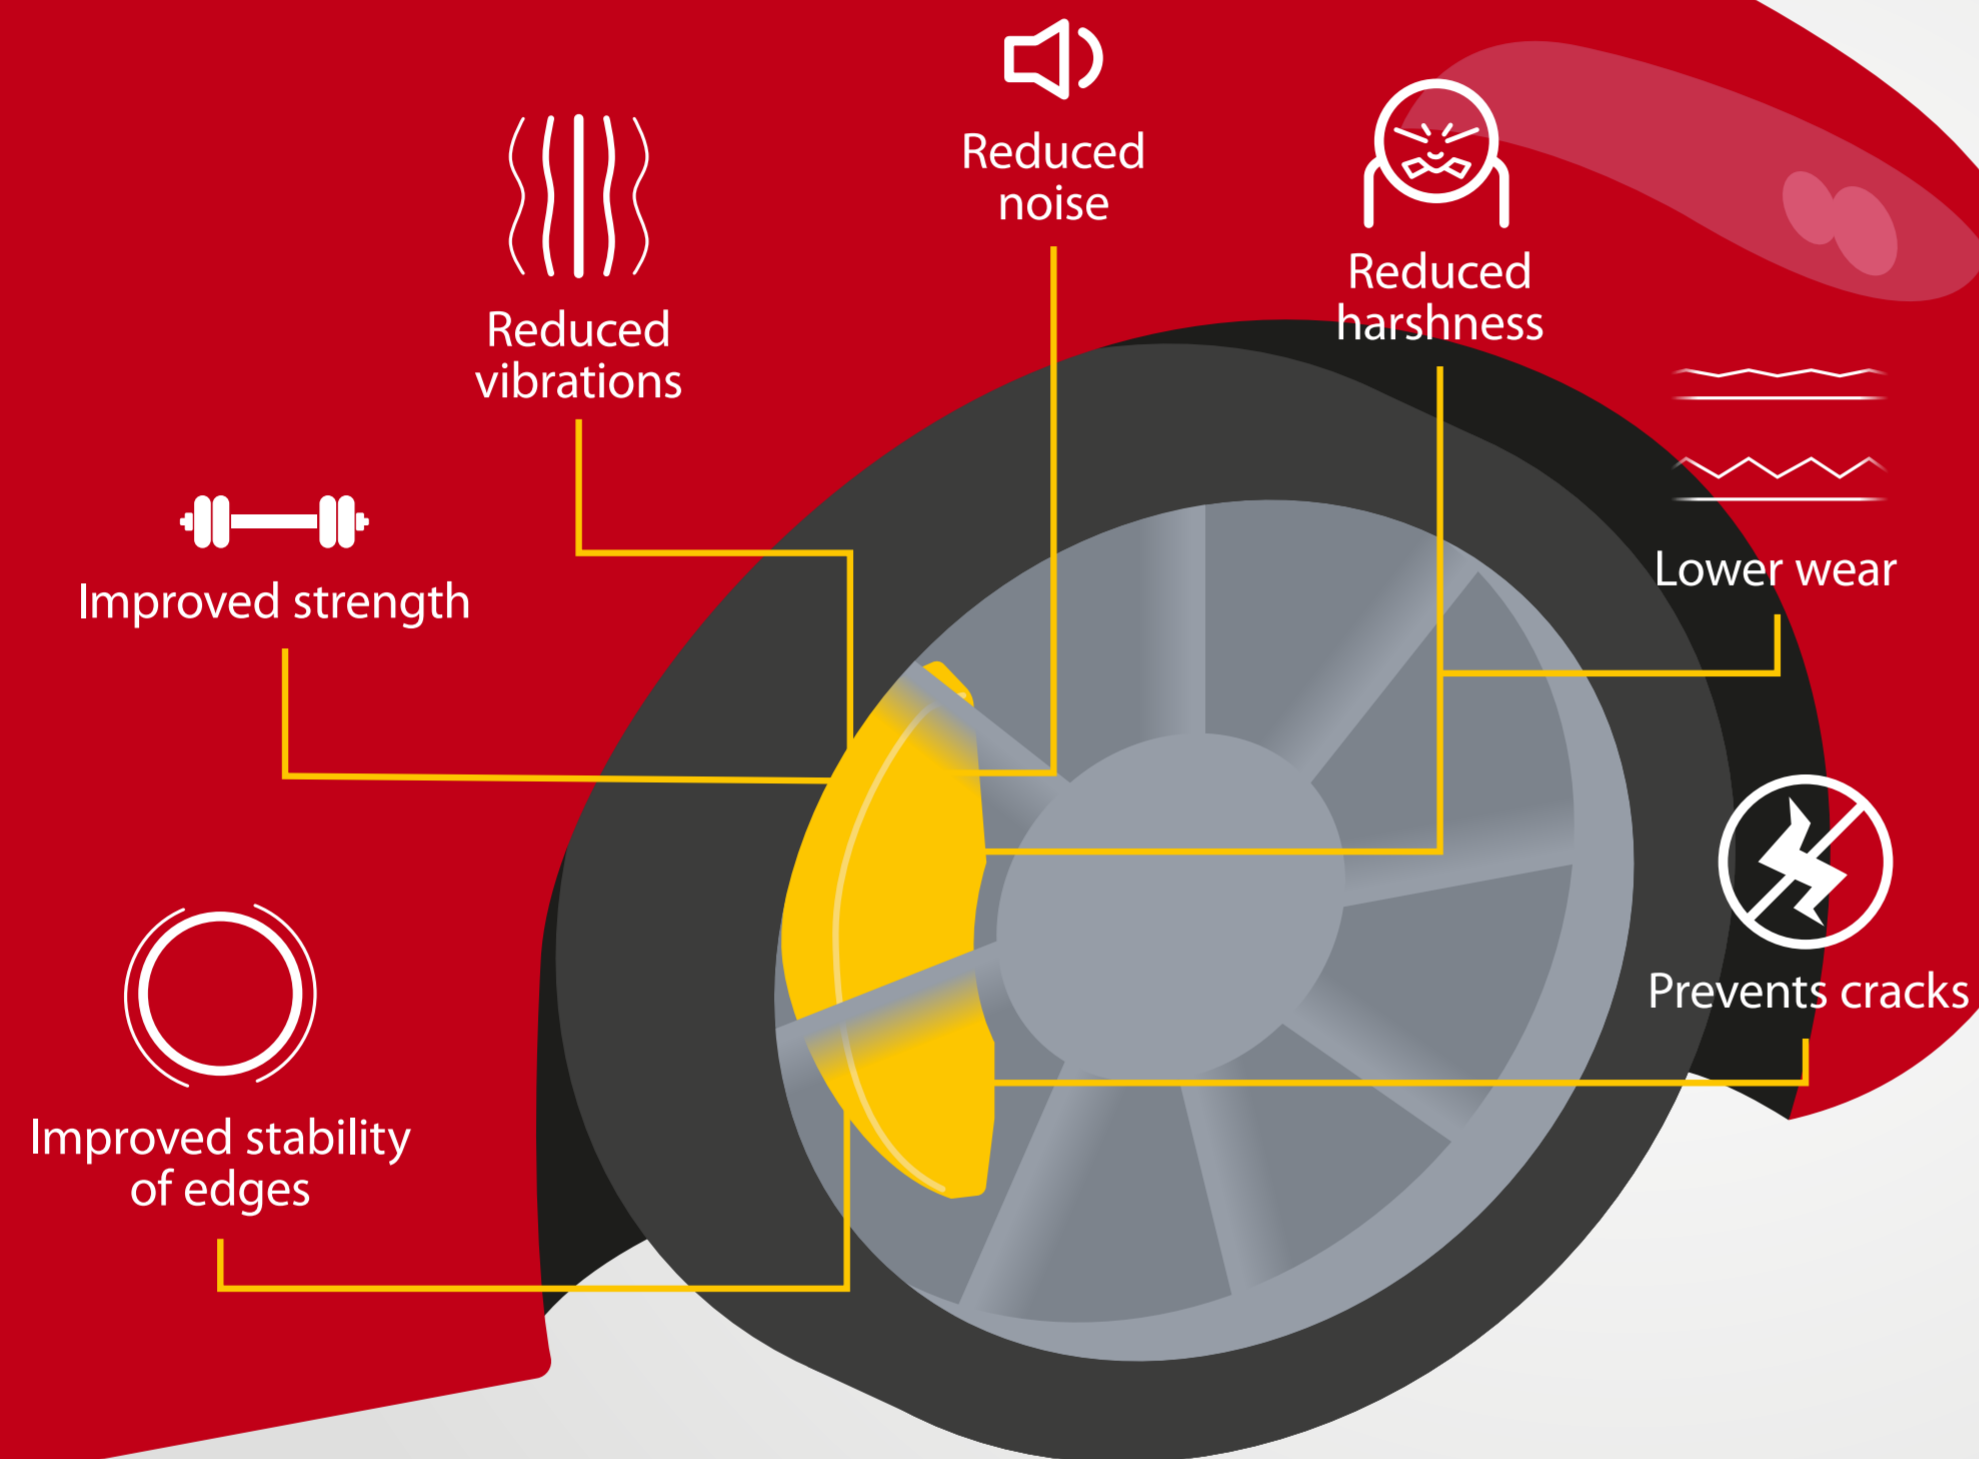 Reduced
noise
Reduced
harshness
Reduced
vibrations
Lower wear
Improved strength
Prevents cracks
Improved stability
of edges